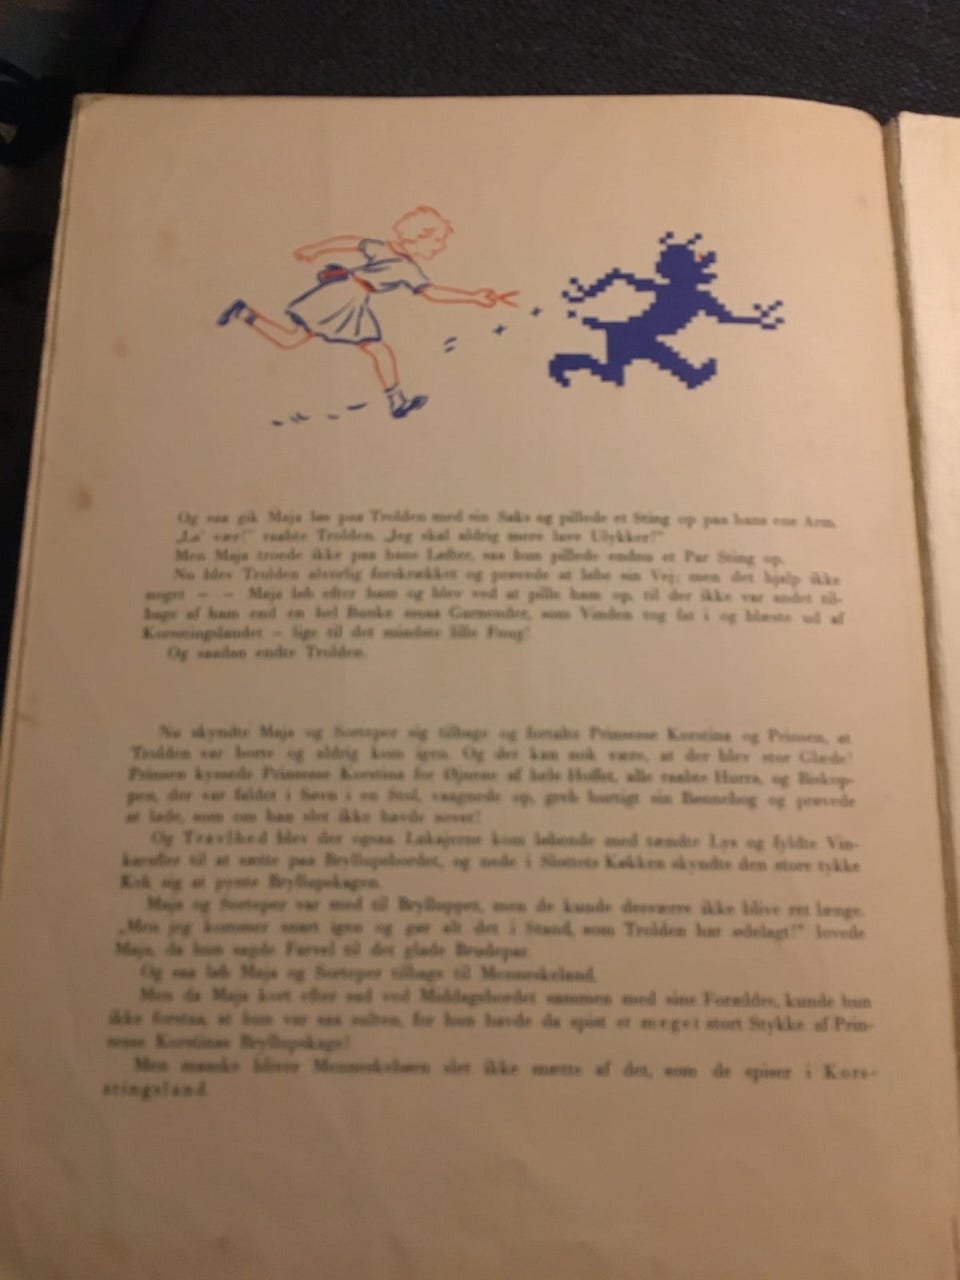 Og saa gik Maja løs paa Trolden med sin Saks og pillede et Sting op paa hans ene Arm.
„La' vær!" raabte Trolden. „Jeg skal aldrig mere lave Ulykker!"
Men Maja troede ikke paa hans Løfter, saa hun pillede endnu et Par Sting op.
Nu blev Trolden alvorlig forskrækket og prøvede at løbe sin Vej; men det hjalp ikke
noget — — Maja løb efter ham og blev ved at pille ham op, til der ikke var andet til-
bage af ham end en hel Bunke smaa Garnender, som Vinden tog fat i og blæste ud af
Korsstingslandet — lige til det mindste lille Fnug!
Og saadan endte Trolden.
Nu skyndte Maja og Sorteper sig tilbage og fortalte Prinsesse Korstina og Prinsen, at
Trolden var borte og aldrig kom igen. Og det kan nok være, at der blev stor Glæde!
Prinsen kyssede Prinsesse Korstina for Øjnene af hele Hoffet, alle raabte Hurra, og Biskop-
pen, der var faldet i Søvn i en Stol, vaagnede op, greb hurtigt sin Bønnebog og prøvede
at lade, som om han slet ikke havde sovet!
Og Travlhed blev der ogsaa. Lakajerne kom løbende med tændte Lys og fyldte Vin-
karafler til at sætte paa Bryllupsbordet, og nede i Slottets Køkken skyndte den store tykke
Kok sig at pynte Bryllupskagen.
Maja og Sorteper var med til Brylluppet, men de kunde desværre ikke blive ret længe.
„Men jeg kommer snart igen og gør alt det i Stand, som Trolden har ødelagt!" lovede
Maja, da hun sagde Farvel til det glade Brudepar.
Og saa løb Maja og Sorteper tilbage til Menneskeland.
Men da Maja kort efter sad ved Middagsbordet sammen med sine Forældre, kunde hun
ikke forstaa, at hun var saa sulten, for hun havde da spist et meget stort Stykke af Prin-
sesse Korstinas Bryllupskage!
Men maaske bliver Menneskebørn slet ikke mætte af det, som de spiser i Kors-
stingsland.